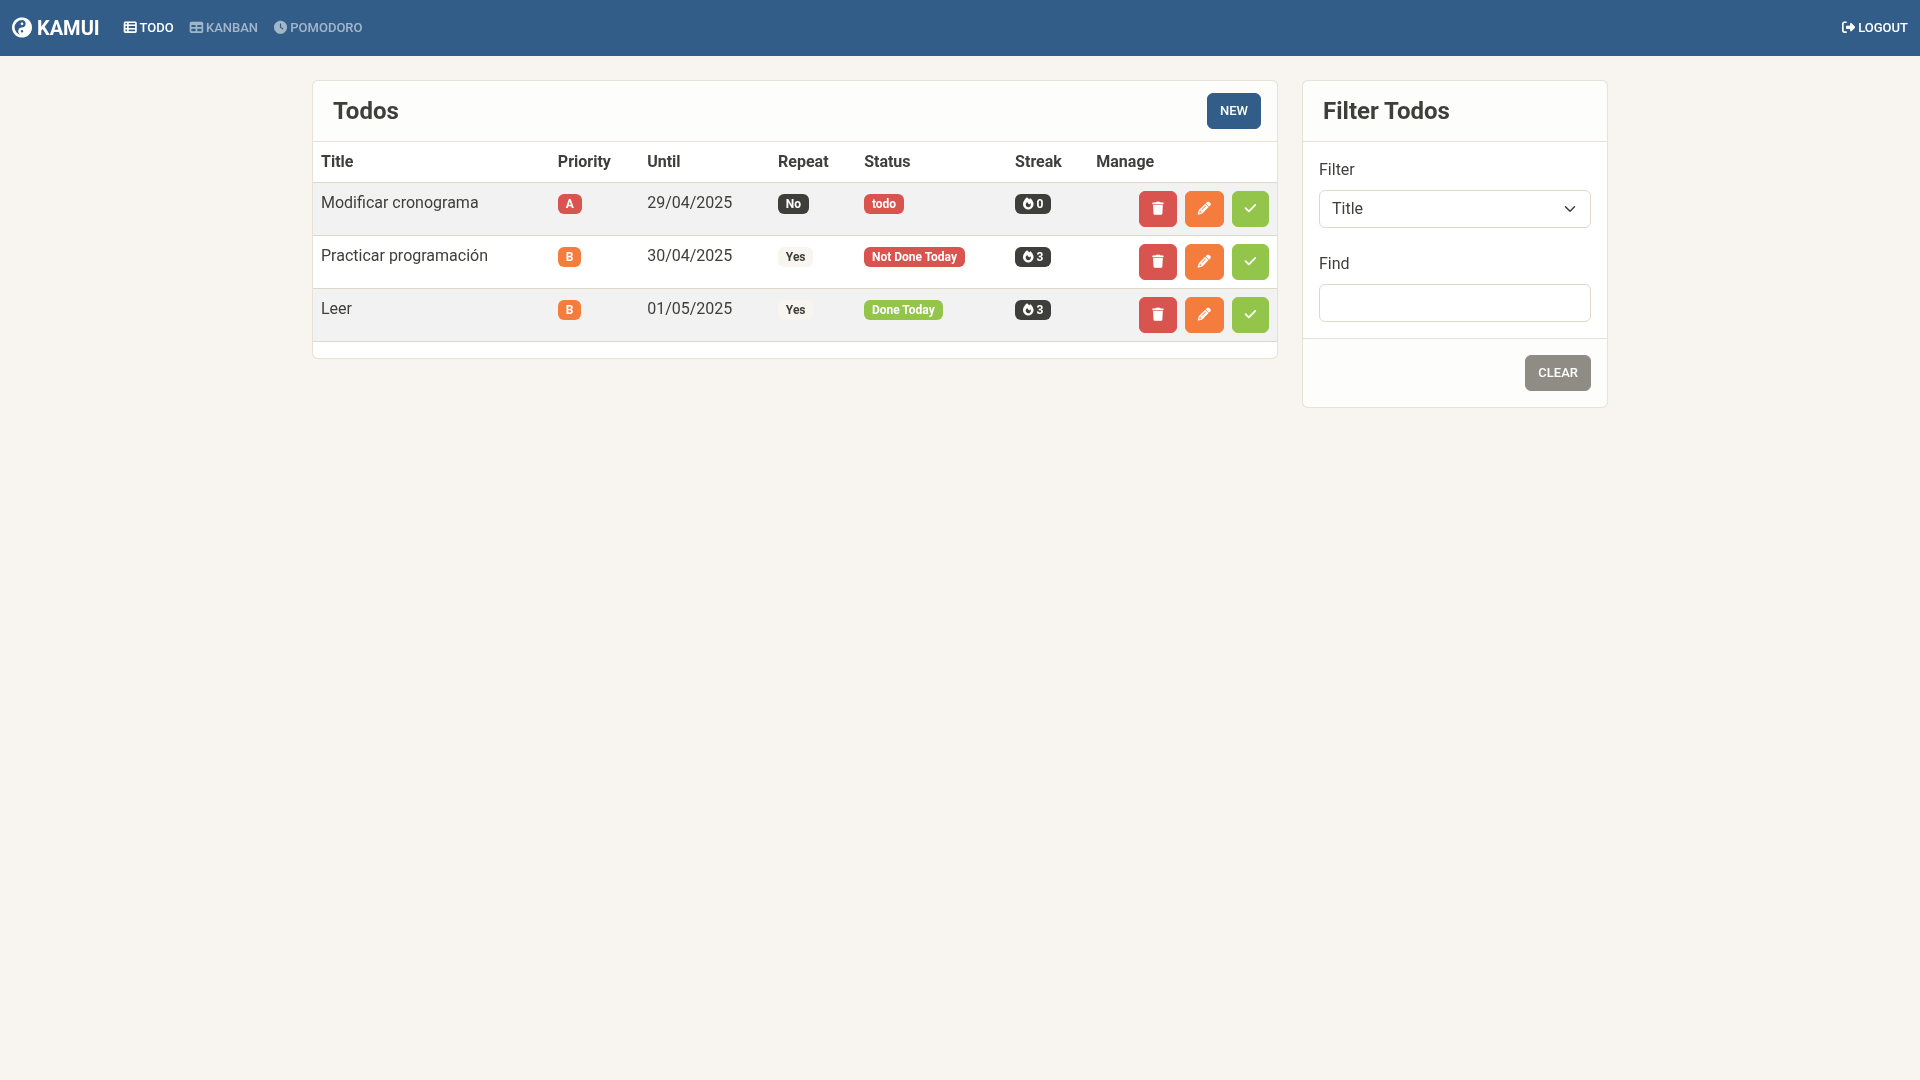 KAMUI TODO KANBAN POMODORO LOGOUT
Todos NEW
Title Priority Until Repeat Status Streak Manage
Modificar cronograma A 29/04/2025 No todo 0
Practicar programación B 30/04/2025 Yes Not Done Today 3
Leer B 01/05/2025 Yes Done Today 3
Filter Todos
Filter
Title
Find
CLEAR